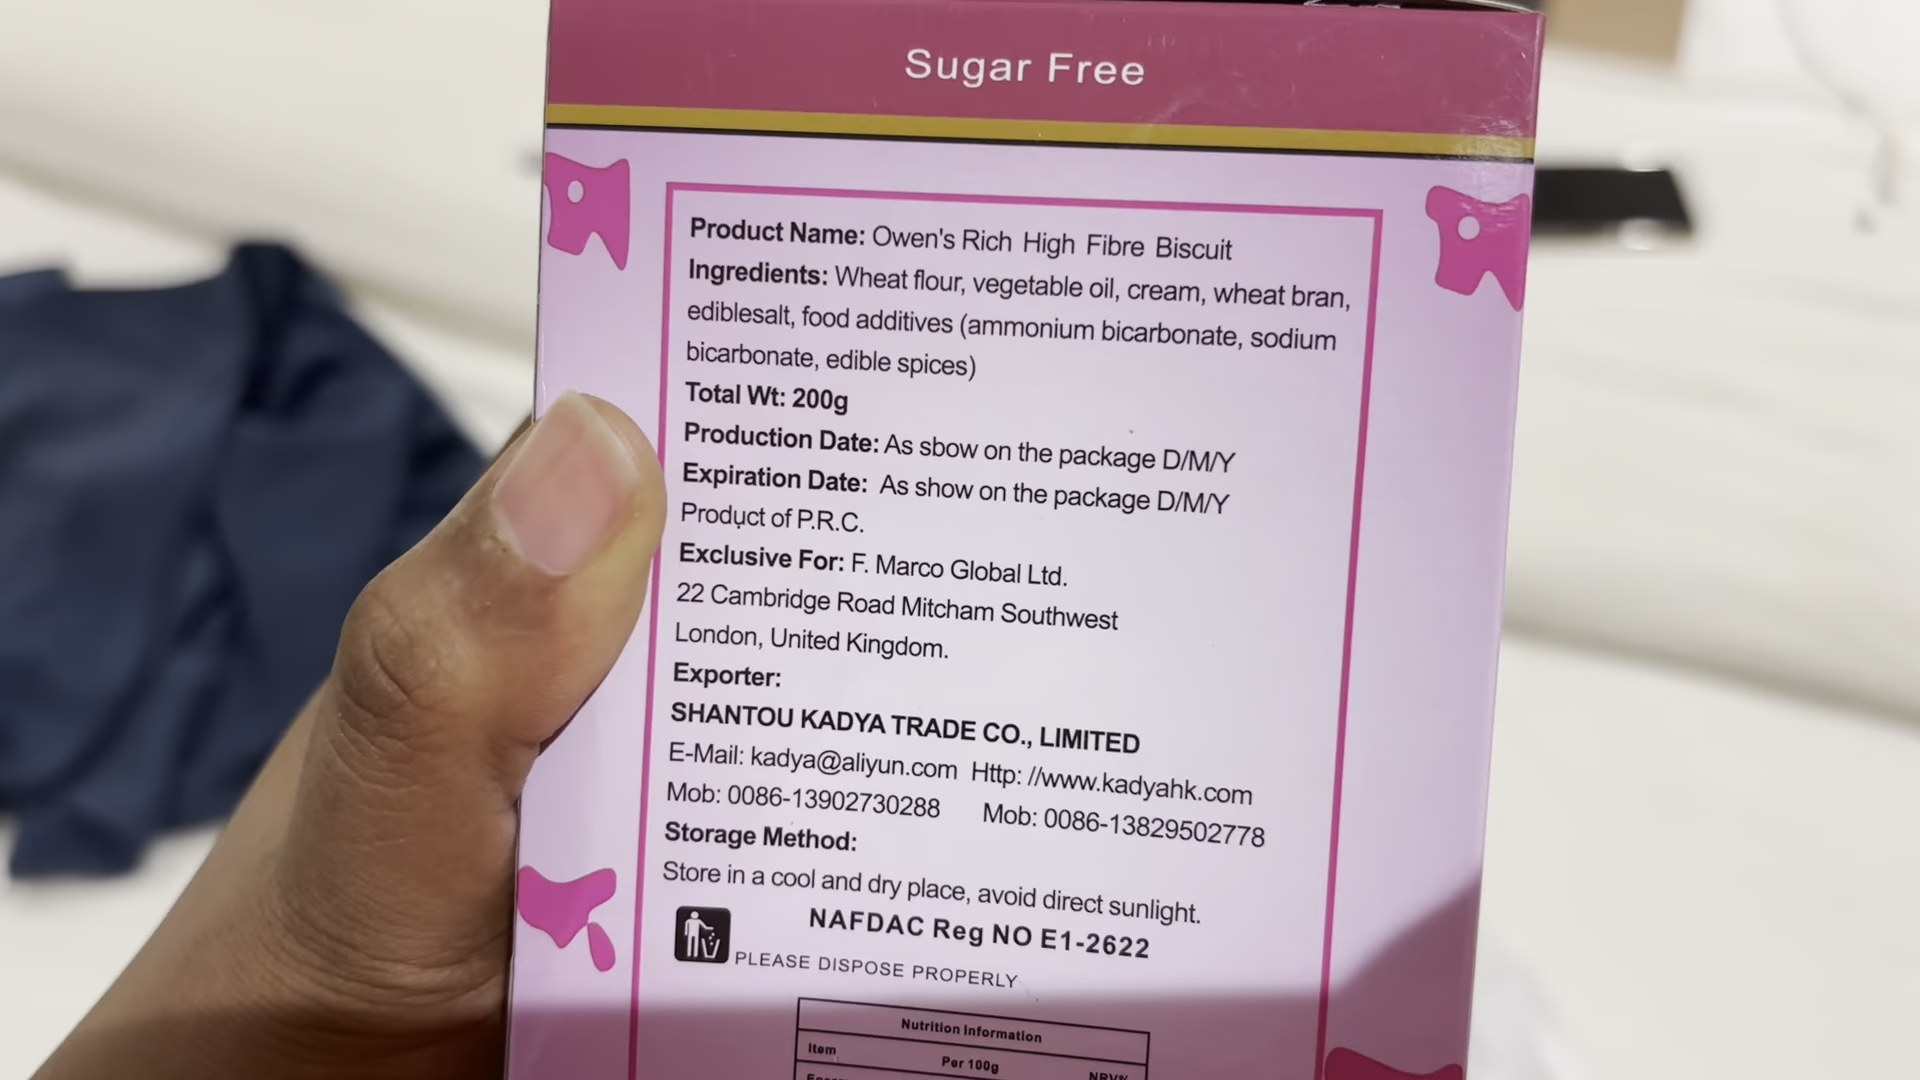 Sugar Free
Product Name: Owen's Rich High Fibre Biscuit
Ingredients: Wheat flour, vegetable oil, cream, wheat bran,
ediblesalt, food additives (ammonium bicarbonate, sodium
bicarbonate, edible spices)
Total Wt: 200g
Production Date: As sbow on the package D/M/Y
Expiration Date: As show on the package D/M/Y
Product of P.R.C.
Exclusive For: F. Marco Global Ltd.
22 Cambridge Road Mitcham Southwest
London, United Kingdom.
Exporter:
SHANTOU KADYA TRADE CO., LIMITED
E-Mail: kadya@aliyun.com Http: //www.kadyahk.com
Mob: 0086-13902730288 Mob: 0086-13829502778
Storage Method:
Store in a cool and dry place, avoid direct sunlight.
NAFDAC Reg NO E1-2622
PLEASE DISPOSE PROPERLY
Nutrition Information
Item Per 100g NRV%